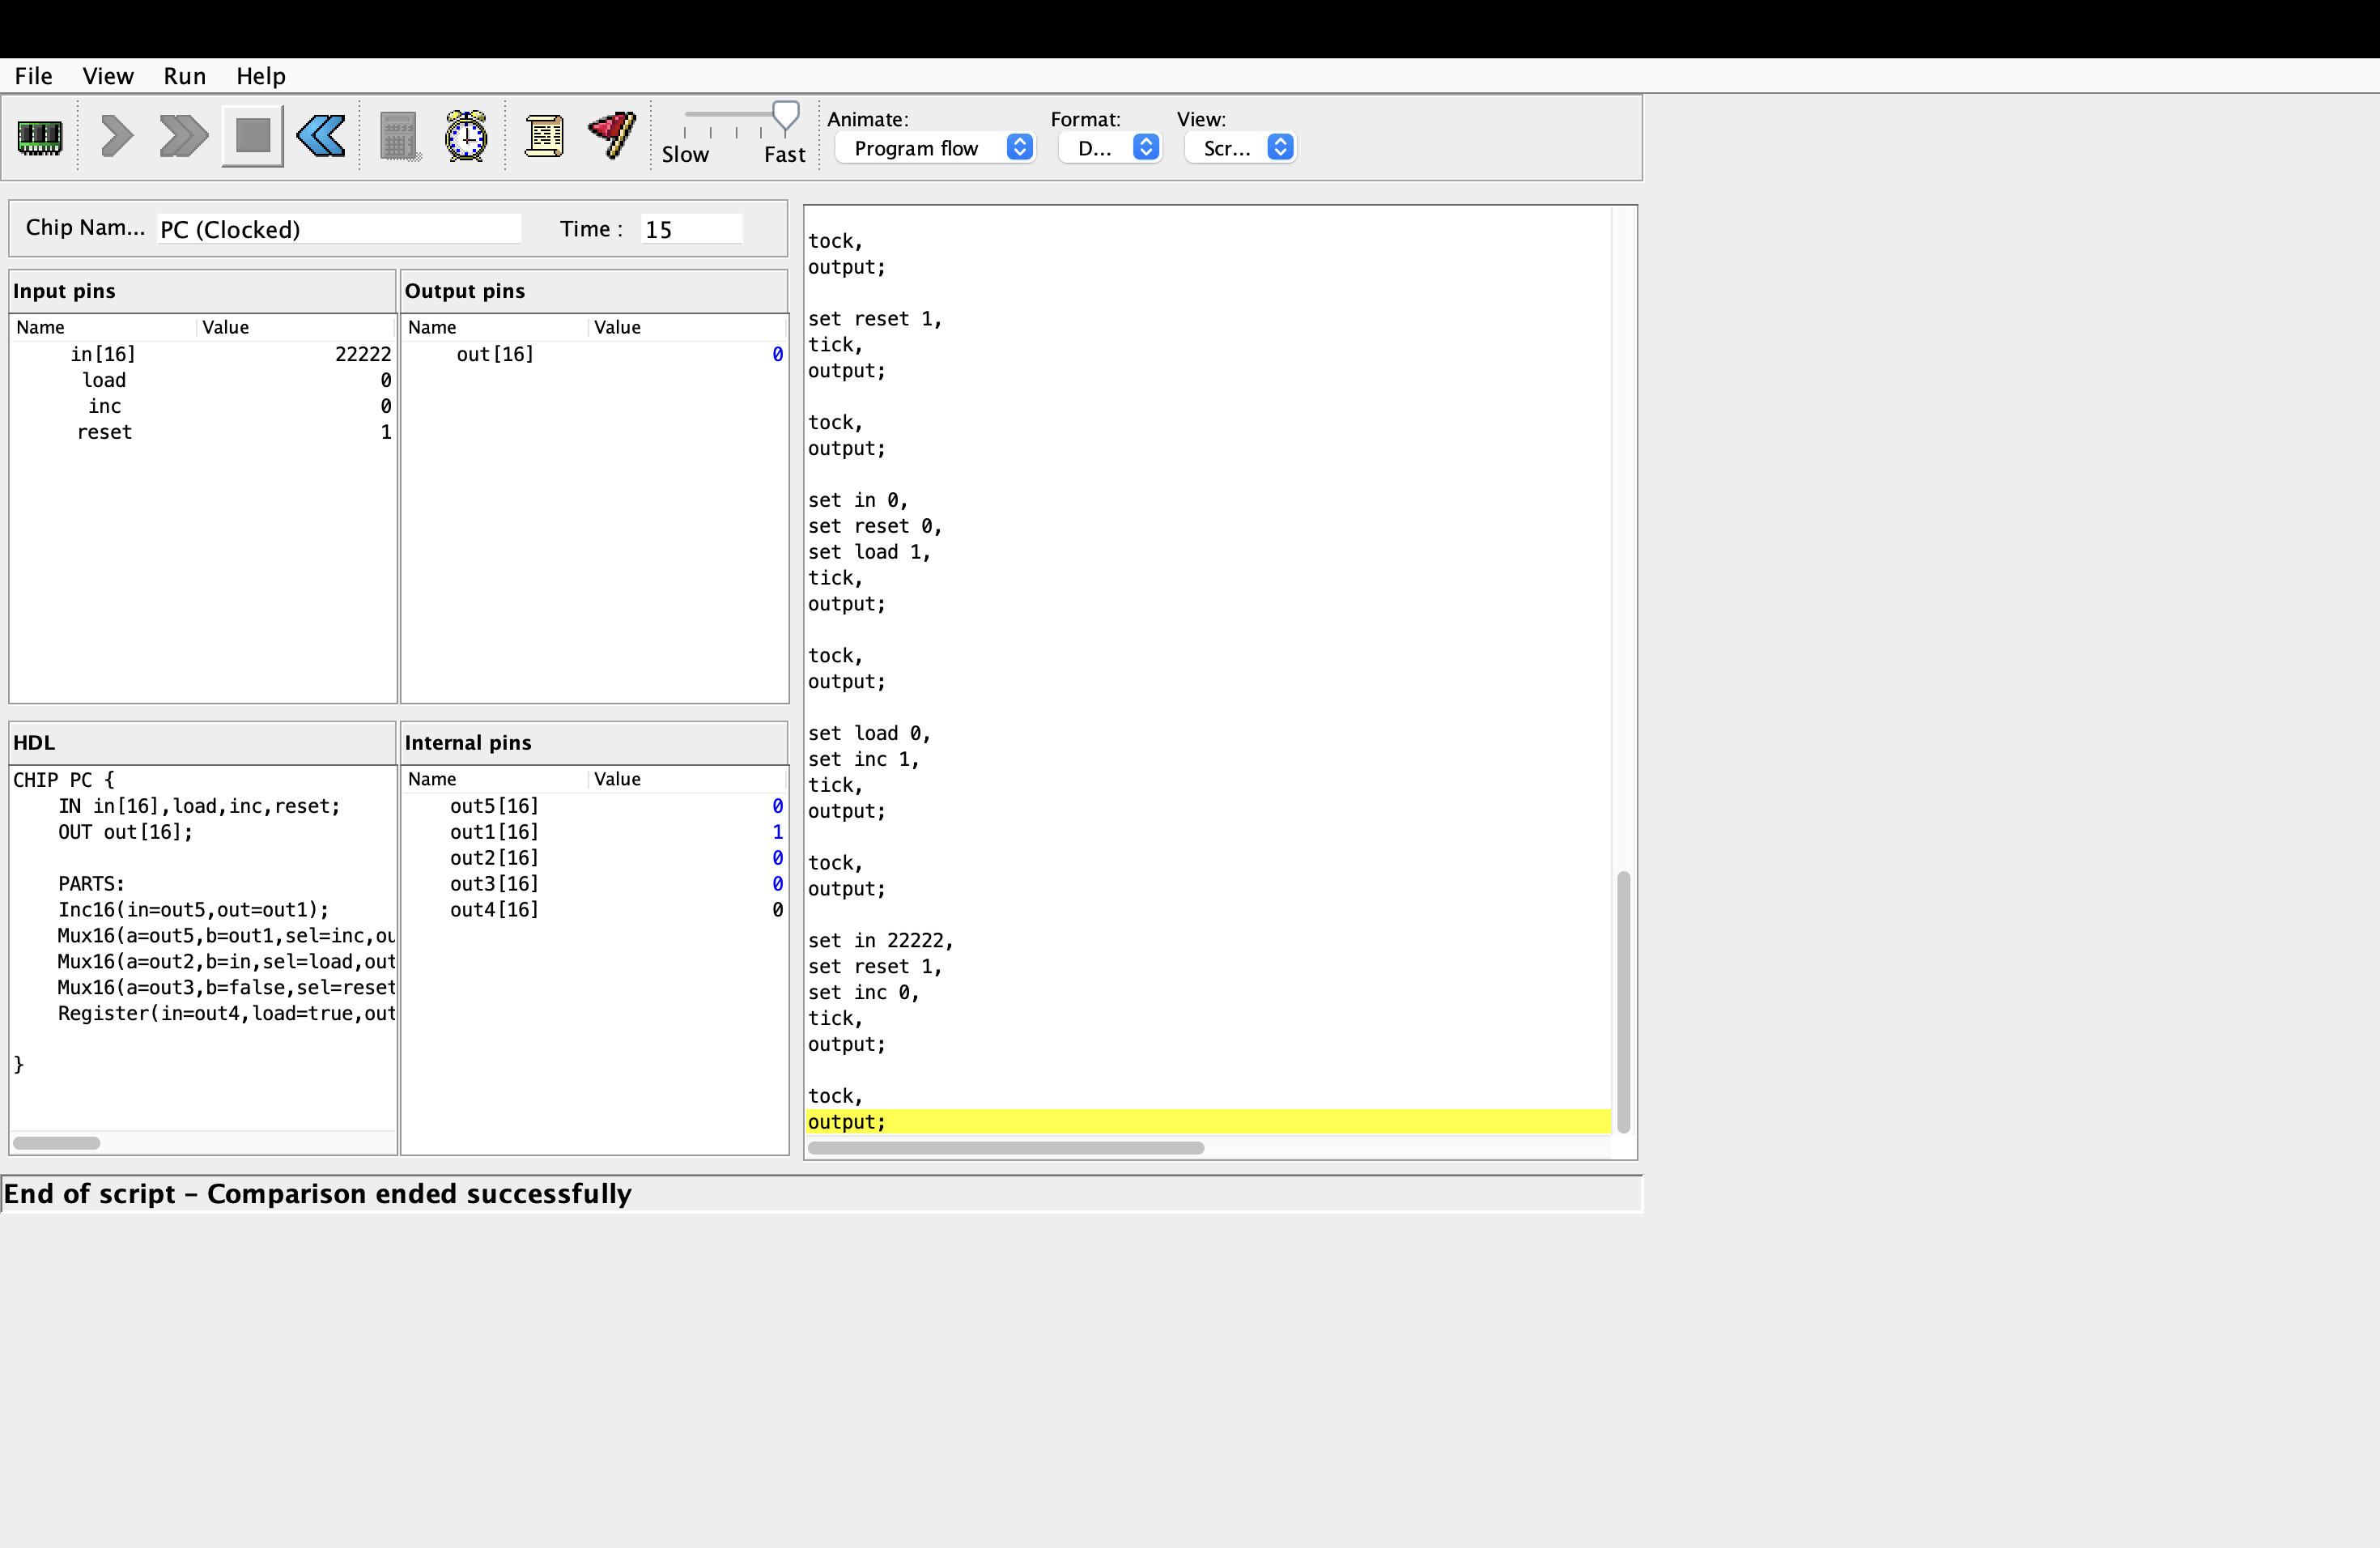 File View Run Help
Animate: Format: View:
Slow Fast Program flow D... Scr...
Chip Nam... PC (Clocked) Time : 15
Input pins
Name Value
in[16] 22222
load 0
inc 0
reset 1
Output pins
Name Value
out[16] 0
HDL
CHIP PC {
IN in[16],load,inc,reset;
OUT out[16];
PARTS:
Inc16(in=out5,out=out1);
Mux16(a=out5,b=out1,sel=inc,ou
Mux16(a=out2,b=in,sel=load,out
Mux16(a=out3,b=false,sel=reset
Register(in=out4,load=true,out
}
Internal pins
Name Value
out5[16] 0
out1[16] 1
out2[16] 0
out3[16] 0
out4[16] 0
tock,
output;
set reset 1,
tick,
output;
tock,
output;
set in 0,
set reset 0,
set load 1,
tick,
output;
tock,
output;
set load 0,
set inc 1,
tick,
output;
tock,
output;
set in 22222,
set reset 1,
set inc 0,
tick,
output;
tock,
output;
End of script – Comparison ended successfully